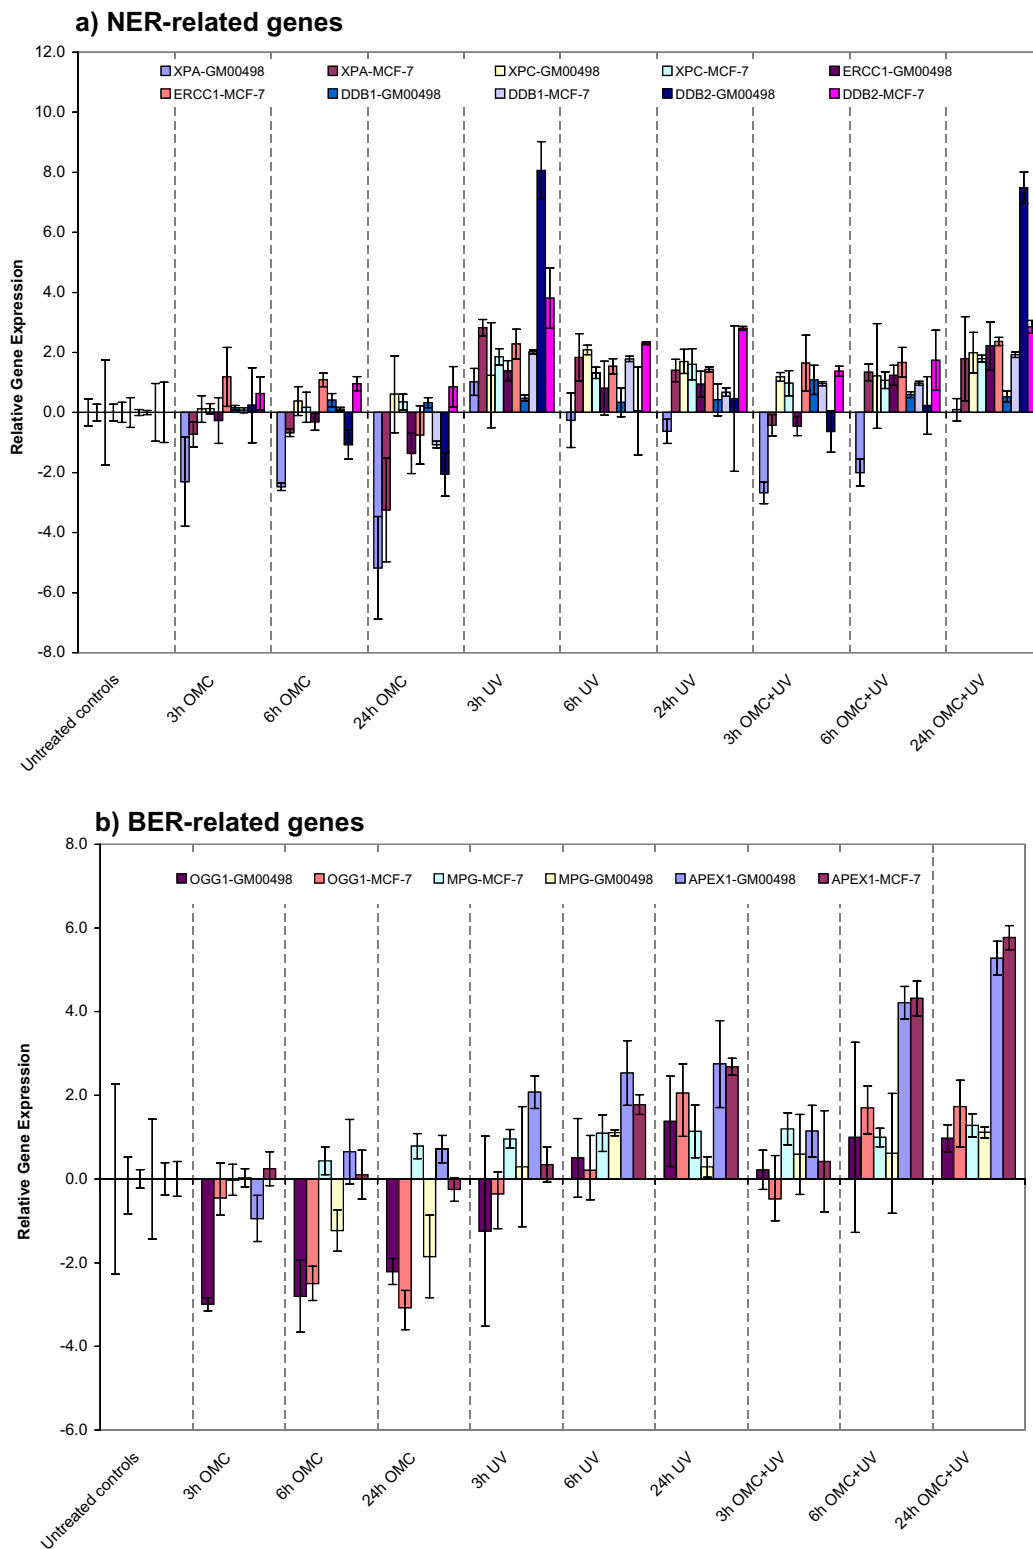 a) NER-related genes
12.0
XPA-GM00498 XPA-MCF-7 XPC-GM00498 XPC-MCF-7 ERCC1-GM00498
ERCC1-MCF-7 DDB1-GM00498 DDB1-MCF-7 DDB2-GM00498 DDB2-MCF-7
10.0
8.0
6.0
4.0
2.0
0.0
-2.0
-4.0
-6.0
-8.0
Relative Gene Expression
Untreated controls
3h OMC
6h OMC
24h OMC
3h UV
6h UV
24h UV
3h OMC+UV
6h OMC+UV
24h OMC+UV
b) BER-related genes
8.0
OGG1-GM00498 OGG1-MCF-7 MPG-MCF-7 MPG-GM00498 APEX1-GM00498 APEX1-MCF-7
6.0
4.0
2.0
0.0
-2.0
-4.0
-6.0
Relative Gene Expression
Untreated controls
3h OMC
6h OMC
24h OMC
3h UV
6h UV
24h UV
3h OMC+UV
6h OMC+UV
24h OMC+UV